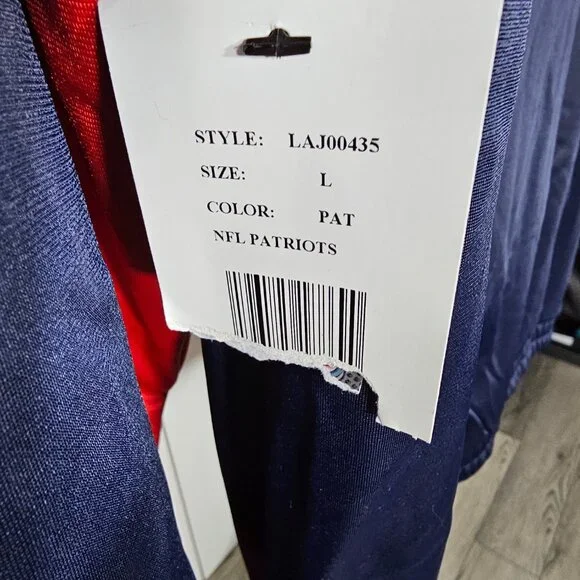 STYLE: LAJ00435
SIZE: L
COLOR: PAT
NFL PATRIOTS